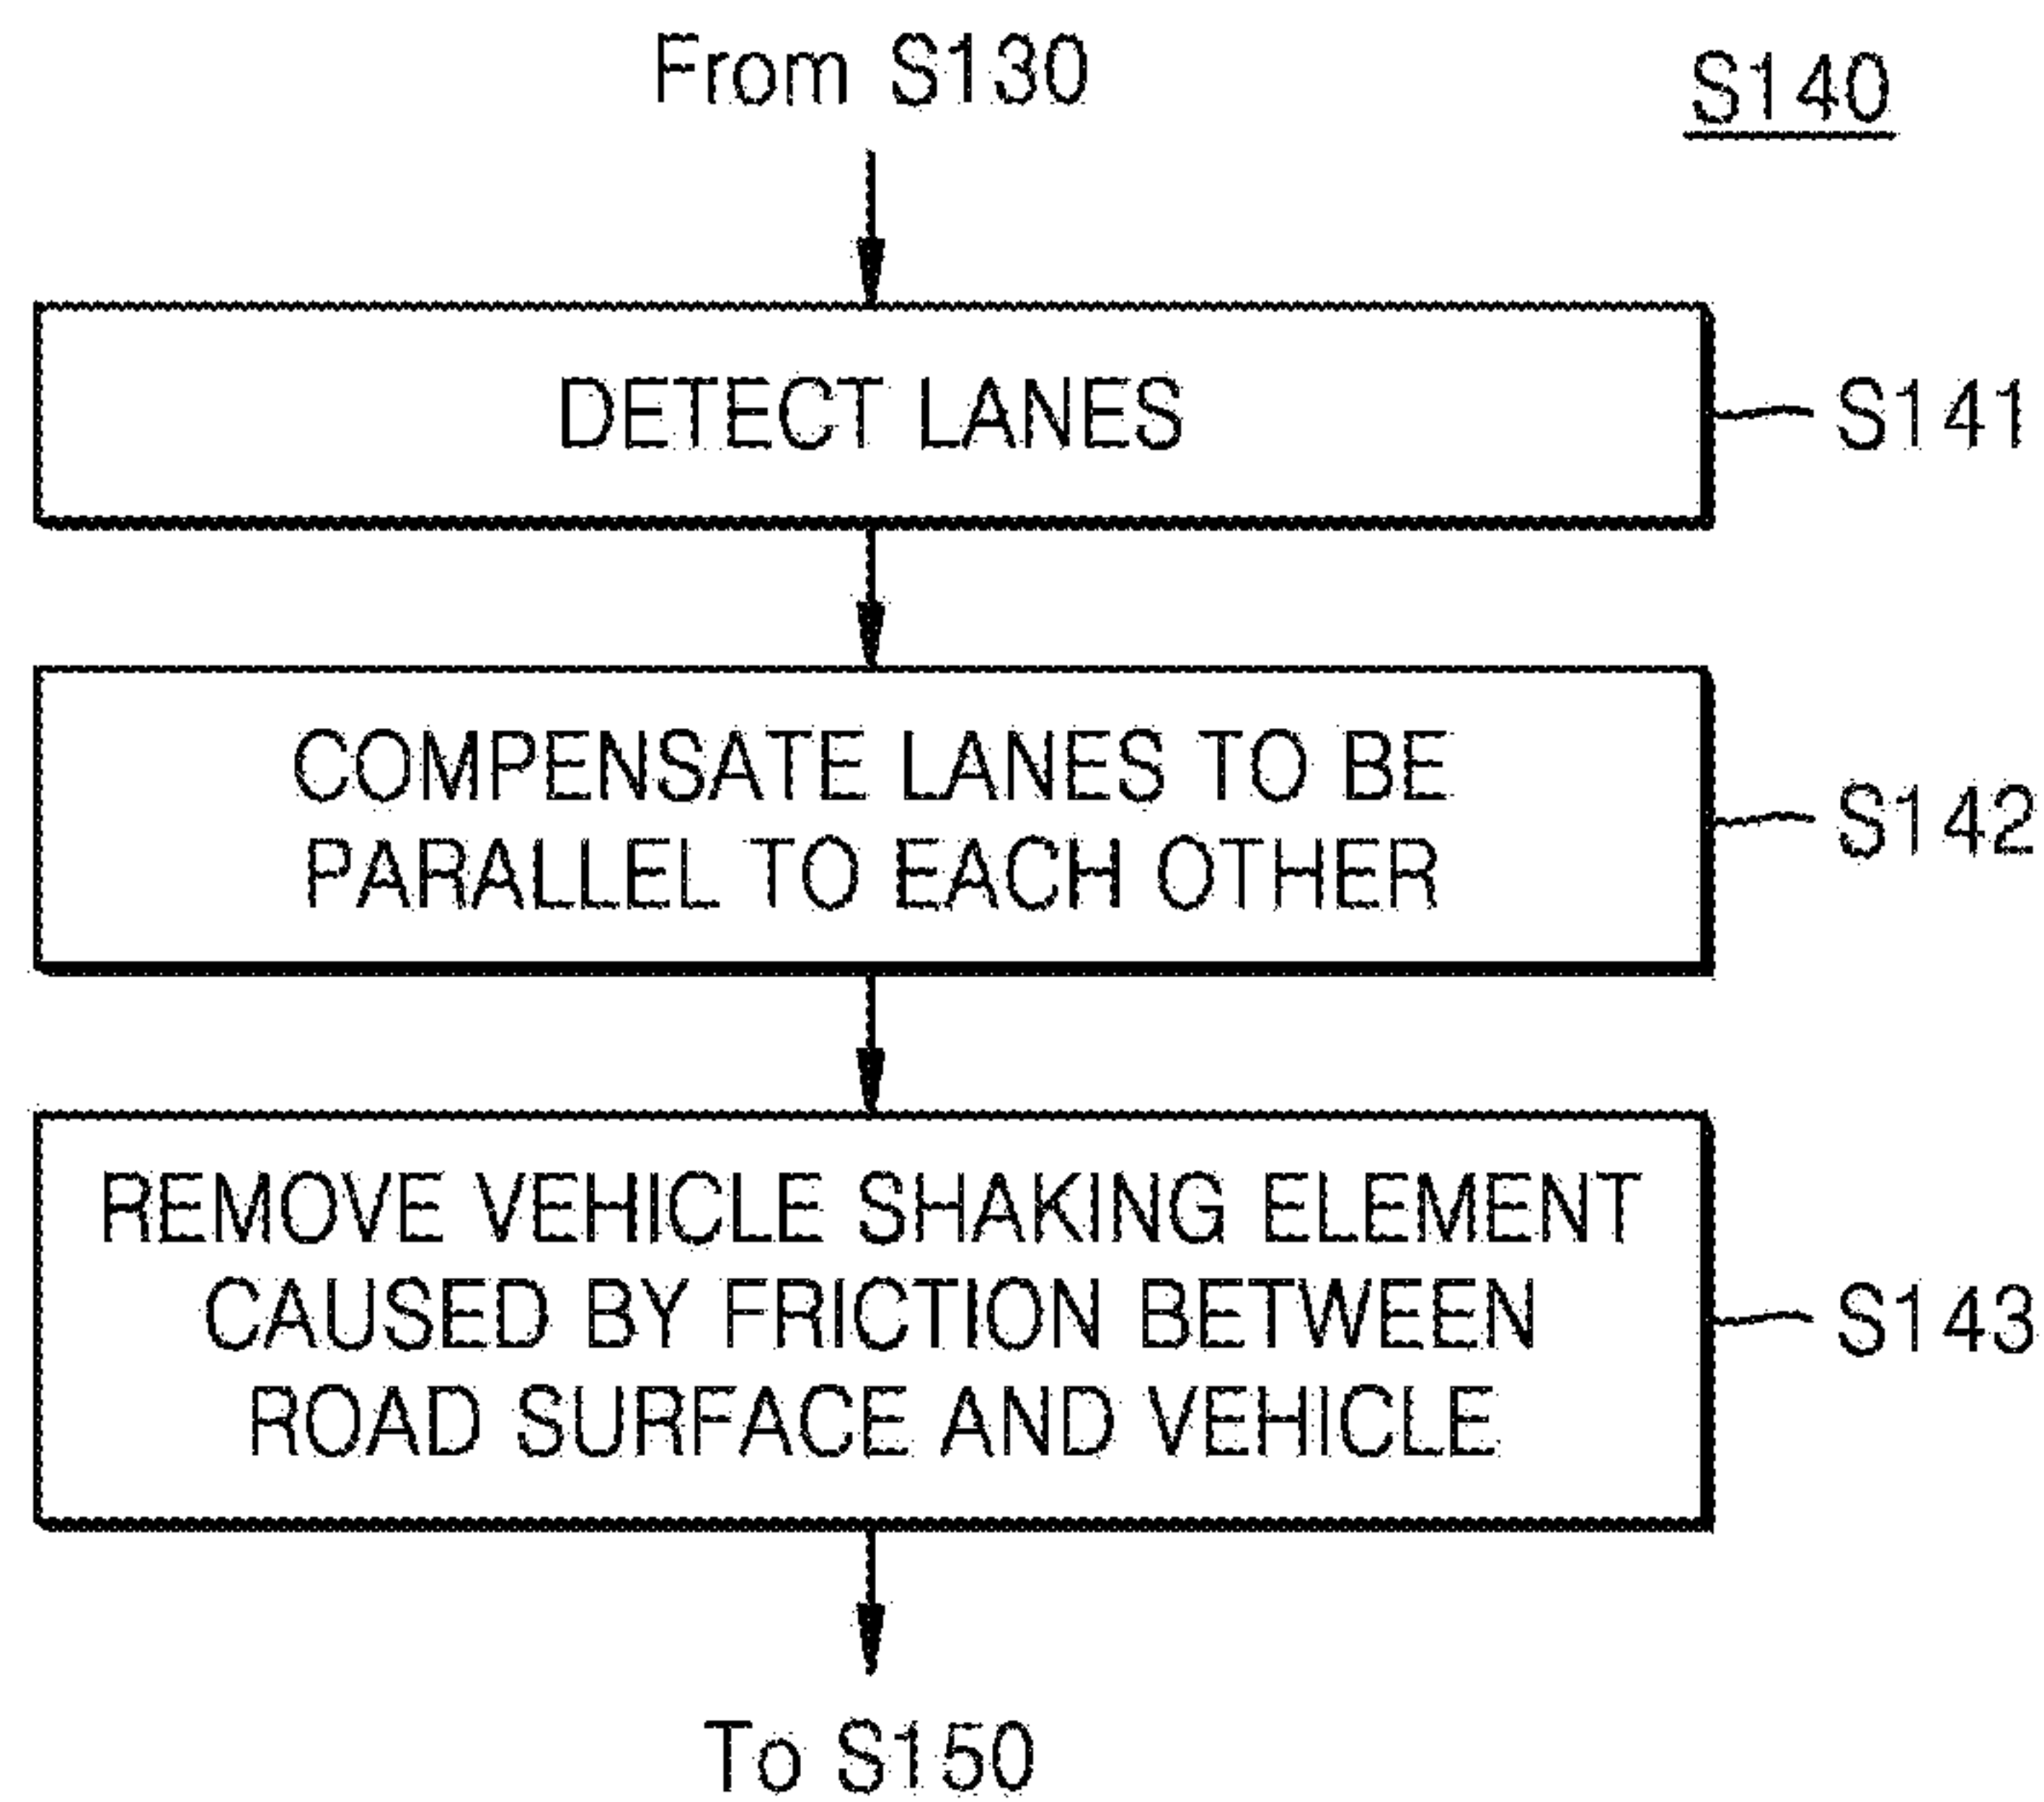 From S130
S140
DETECT LANES
S141
COMPENSATE LANES TO BE
PARALLEL TO EACH OTHER
S142
REMOVE VEHICLE SHAKING ELEMENT
CAUSED BY FRICTION BETWEEN
ROAD SURFACE AND VEHICLE
S143
To S150